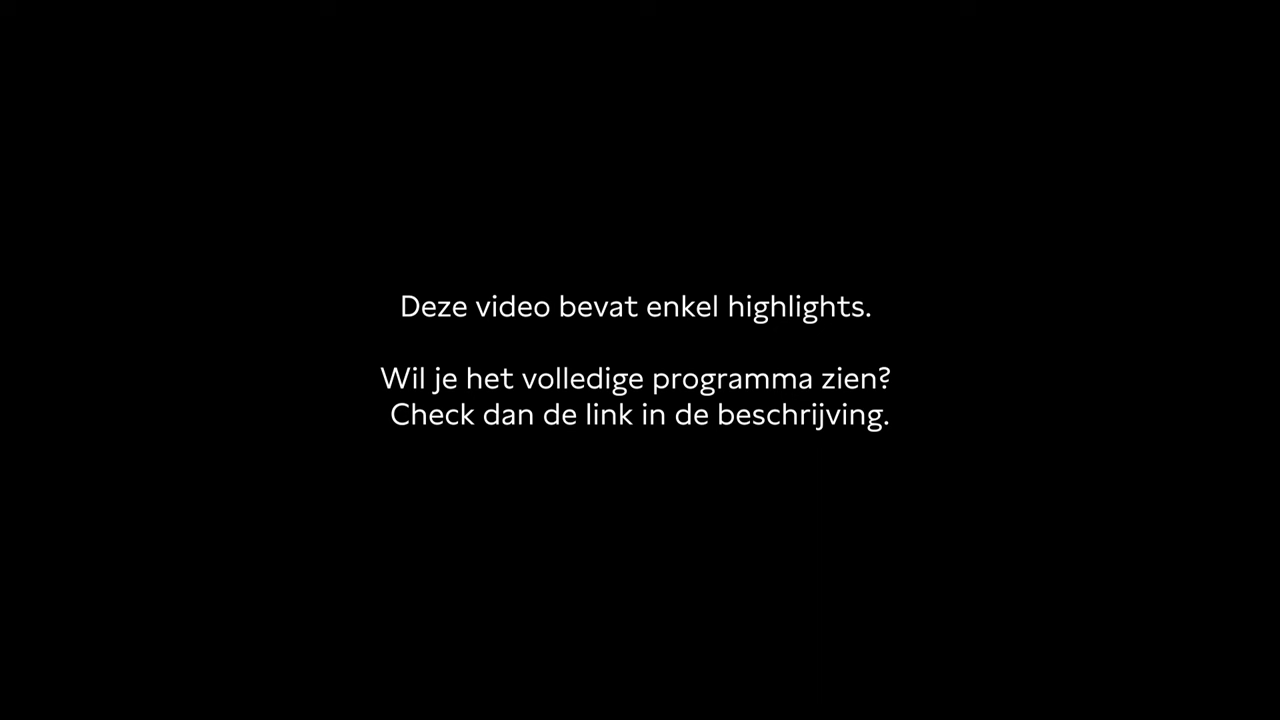 Deze video bevat enkel highlights.
Wil je het volledige programma zien?
Check dan de link in de beschrijving.